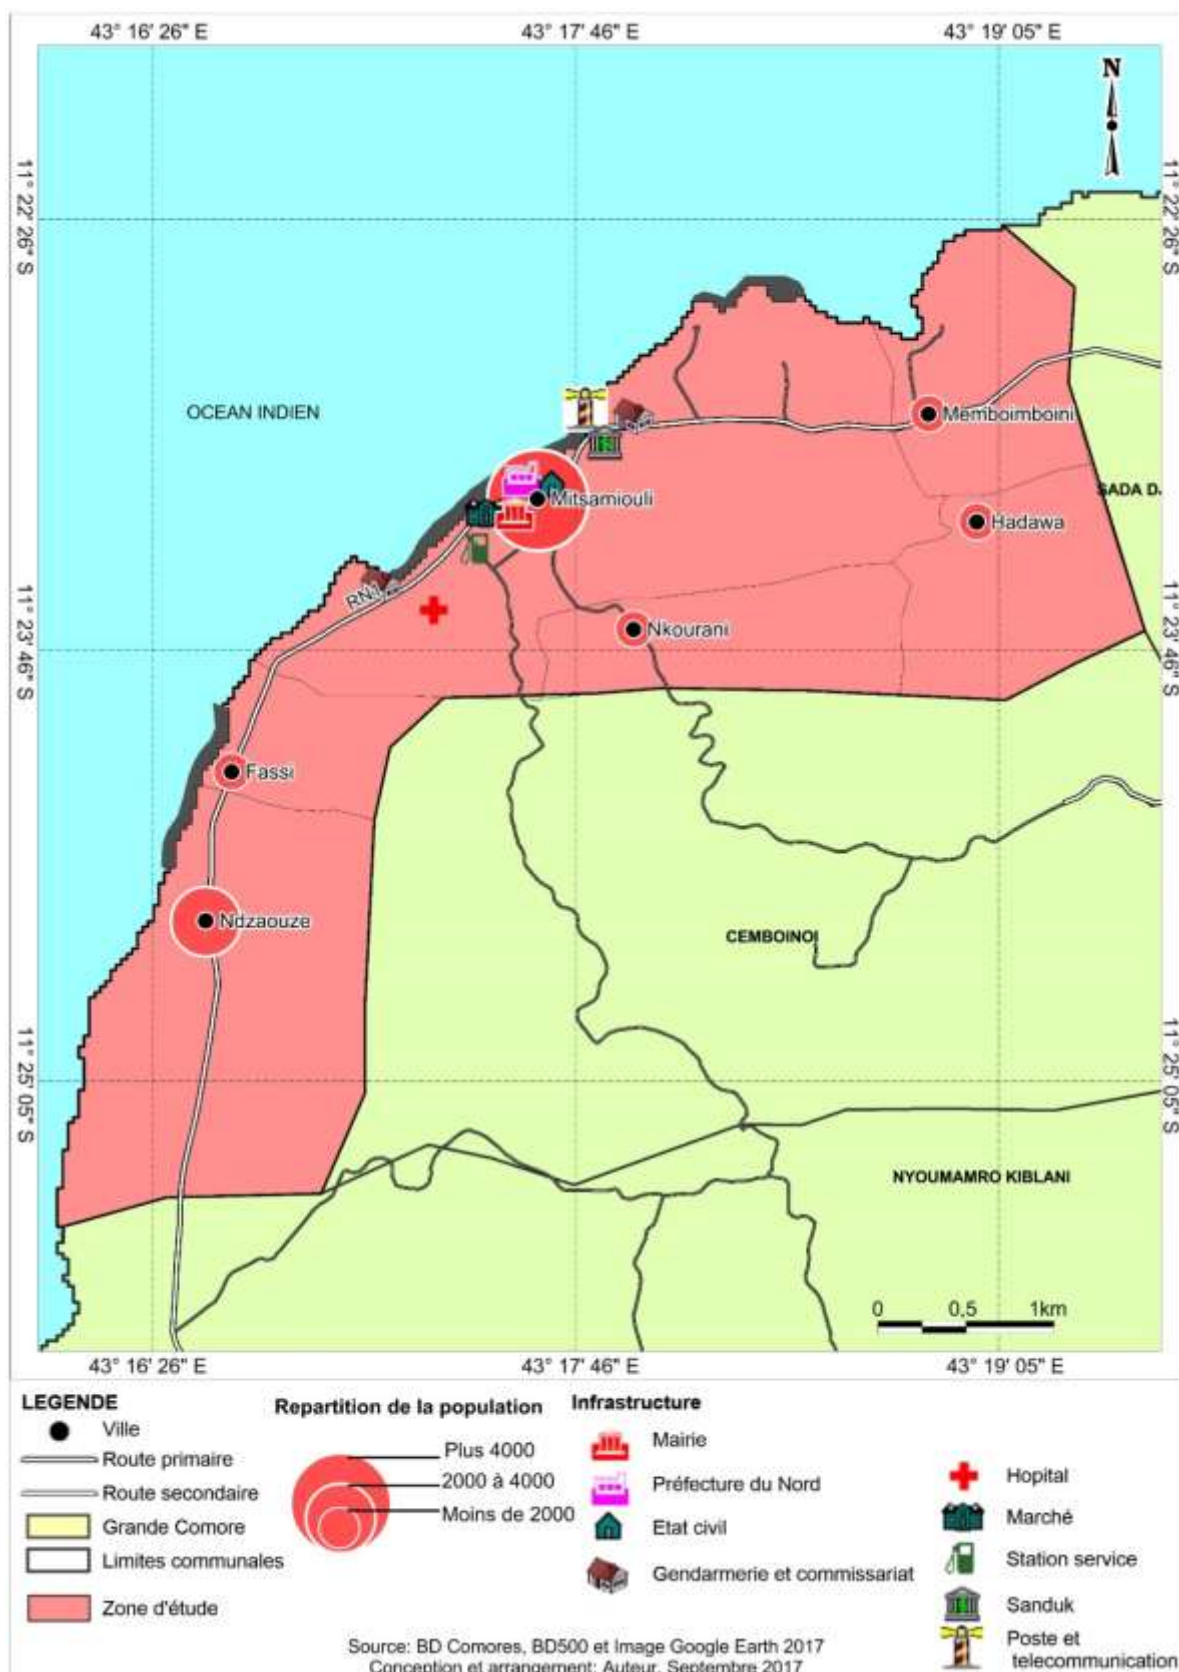 43° 16' 26" E
43° 17' 46" E
43° 19' 05" E
N
11° 22' 26" S
11° 22' 26" S
OCEAN INDIEN
Memboimboini
SADA DJ
Mitsamiouli
Hadawa
RN1
Nkourani
11° 23' 46" S
11° 23' 46" S
Fassi
Ndzaouze
CEMBOINOI
11° 25' 05" S
11° 25' 05" S
NYOUMAMRO KIBLANI
0 0.5 1km
43° 16' 26" E
43° 17' 46" E
43° 19' 05" E
LEGENDE
Ville
Route primaire
Route secondaire
Grande Comore
Limites communales
Zone d'étude
Repartition de la population
Plus 4000
2000 à 4000
Moins de 2000
Infrastructure
Mairie
Préfecture du Nord
Etat civil
Gendarmerie et commissariat
Hopital
Marché
Station service
Sanduk
Poste et
telecommunication
Source: BD Comores, BD500 et Image Google Earth 2017
Conception et arrangement: Auteur, Septembre 2017